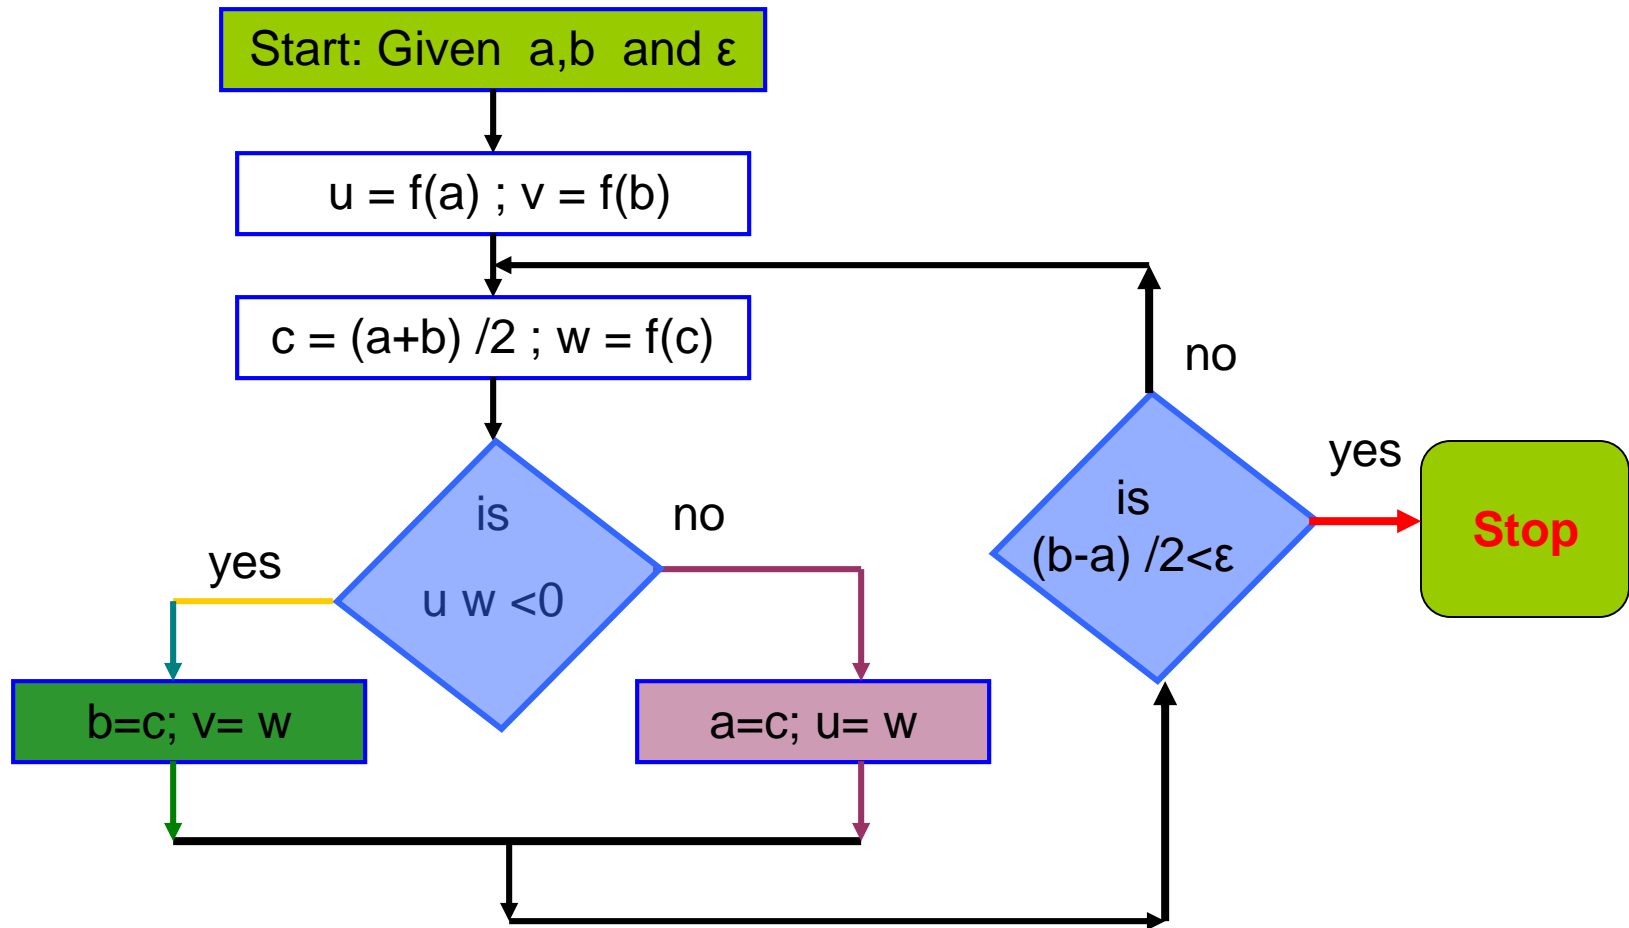 Start: Given a,b and ε
u = f(a) ; v = f(b)
c = (a+b) /2 ; w = f(c)
is
u w <0
yes
no
b=c; v= w
a=c; u= w
is
(b-a) /2<ε
no
yes
Stop